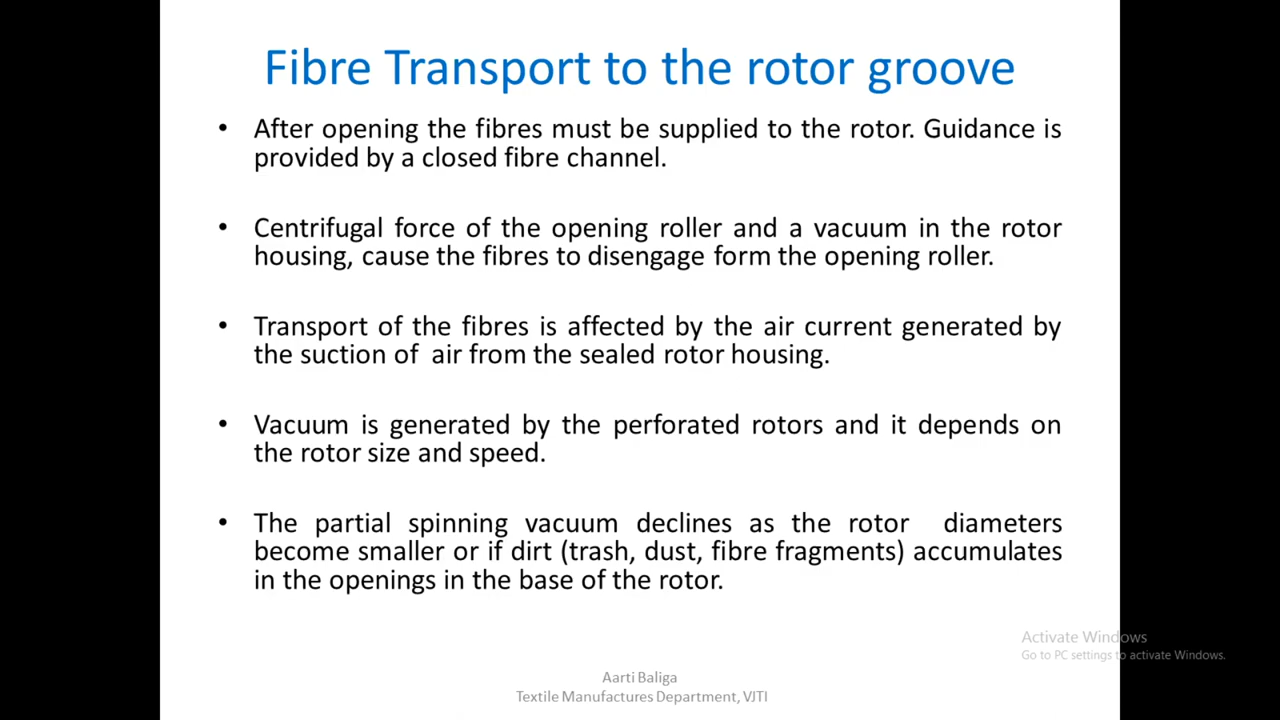 Fibre Transport to the rotor groove
• After opening the fibres must be supplied to the rotor. Guidance is
provided by a closed fibre channel.
• Centrifugal force of the opening roller and a vacuum in the rotor
housing, cause the fibres to disengage form the opening roller.
• Transport of the fibres is affected by the air current generated by
the suction of air from the sealed rotor housing.
• Vacuum is generated by the perforated rotors and it depends on
the rotor size and speed.
• The partial spinning vacuum declines as the rotor diameters
become smaller or if dirt (trash, dust, fibre fragments) accumulates
in the openings in the base of the rotor.
Activate Windows
Go to PC settings to activate Windows.
Aarti Baliga
Textile Manufactures Department, VJTI